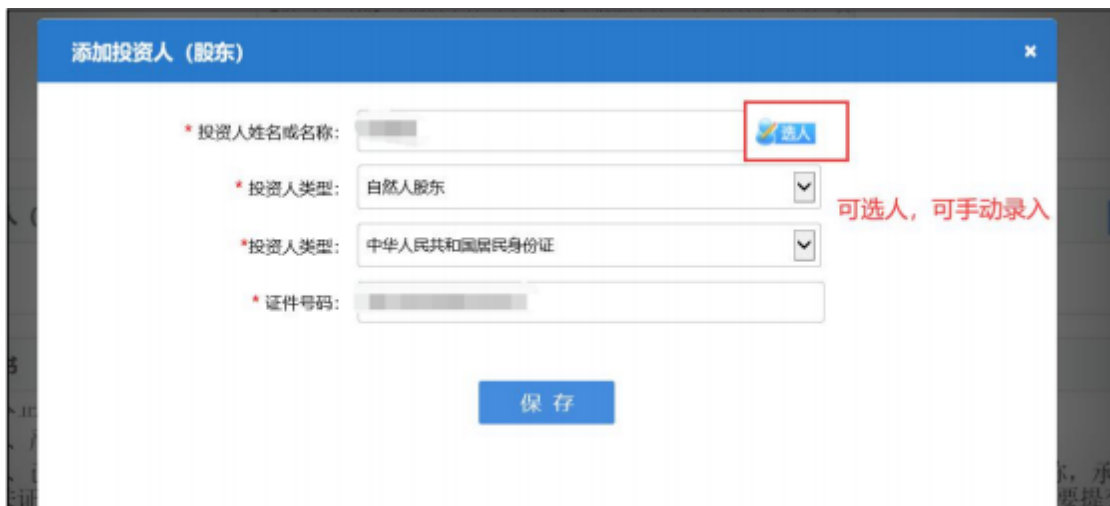 添加投资人（股东）
×
* 投资人姓名或名称：
选人
* 投资人类型：
自然人股东
可选人，可手动录入
*投资人类型：
中华人民共和国居民身份证
* 证件号码：
保 存